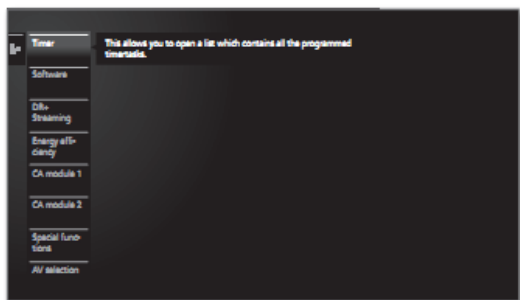 Timer
This allows you to open a list which contains all the programmed
timertasks.
Software
DR+
Streaming
Energy effi-
ciency
CA module 1
CA module 2
Special func-
tions
AV selection